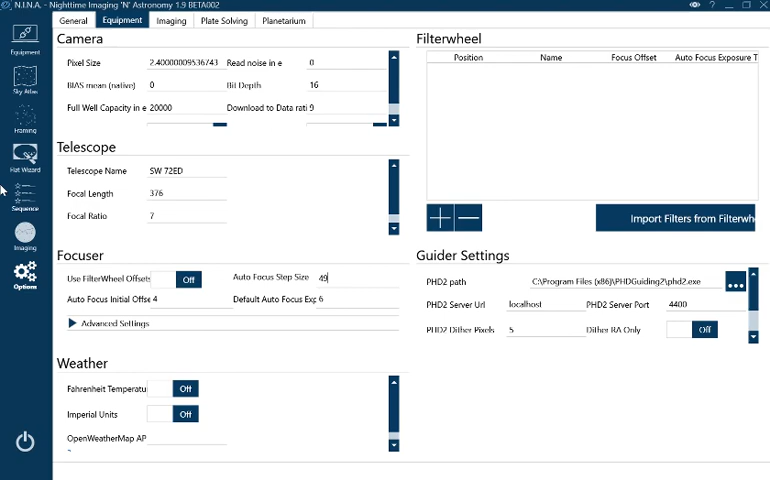 N.I.N.A. - Nighttime Imaging 'N' Astronomy 1.9 BETA002
General Equipment Imaging Plate Solving Planetarium
Equipment
Sky Atlas
Framing
Flat Wizard
Sequence
Imaging
Options
Camera
Pixel Size 2.40000009536743 Read noise in e 0
BIAS mean (native) 0 Bit Depth 16
Full Well Capacity in e 20000 Download to Data rati 9
Telescope
Telescope Name SW 72ED
Focal Length 376
Focal Ratio 7
Focuser
Use FilterWheel Offsets Off Auto Focus Step Size 49
Auto Focus Initial Offse 4 Default Auto Focus Exp 6
Advanced Settings
Weather
Fahrenheit Temperatu Off
Imperial Units Off
OpenWeatherMap AP
Filterwheel
Position Name Focus Offset Auto Focus Exposure T
Import Filters from Filterwhe
Guider Settings
PHD2 path C:\Program Files (x86)\PHDGuiding2\phd2.exe ...
PHD2 Server Url localhost PHD2 Server Port 4400
PHD2 Dither Pixels 5 Dither RA Only Off